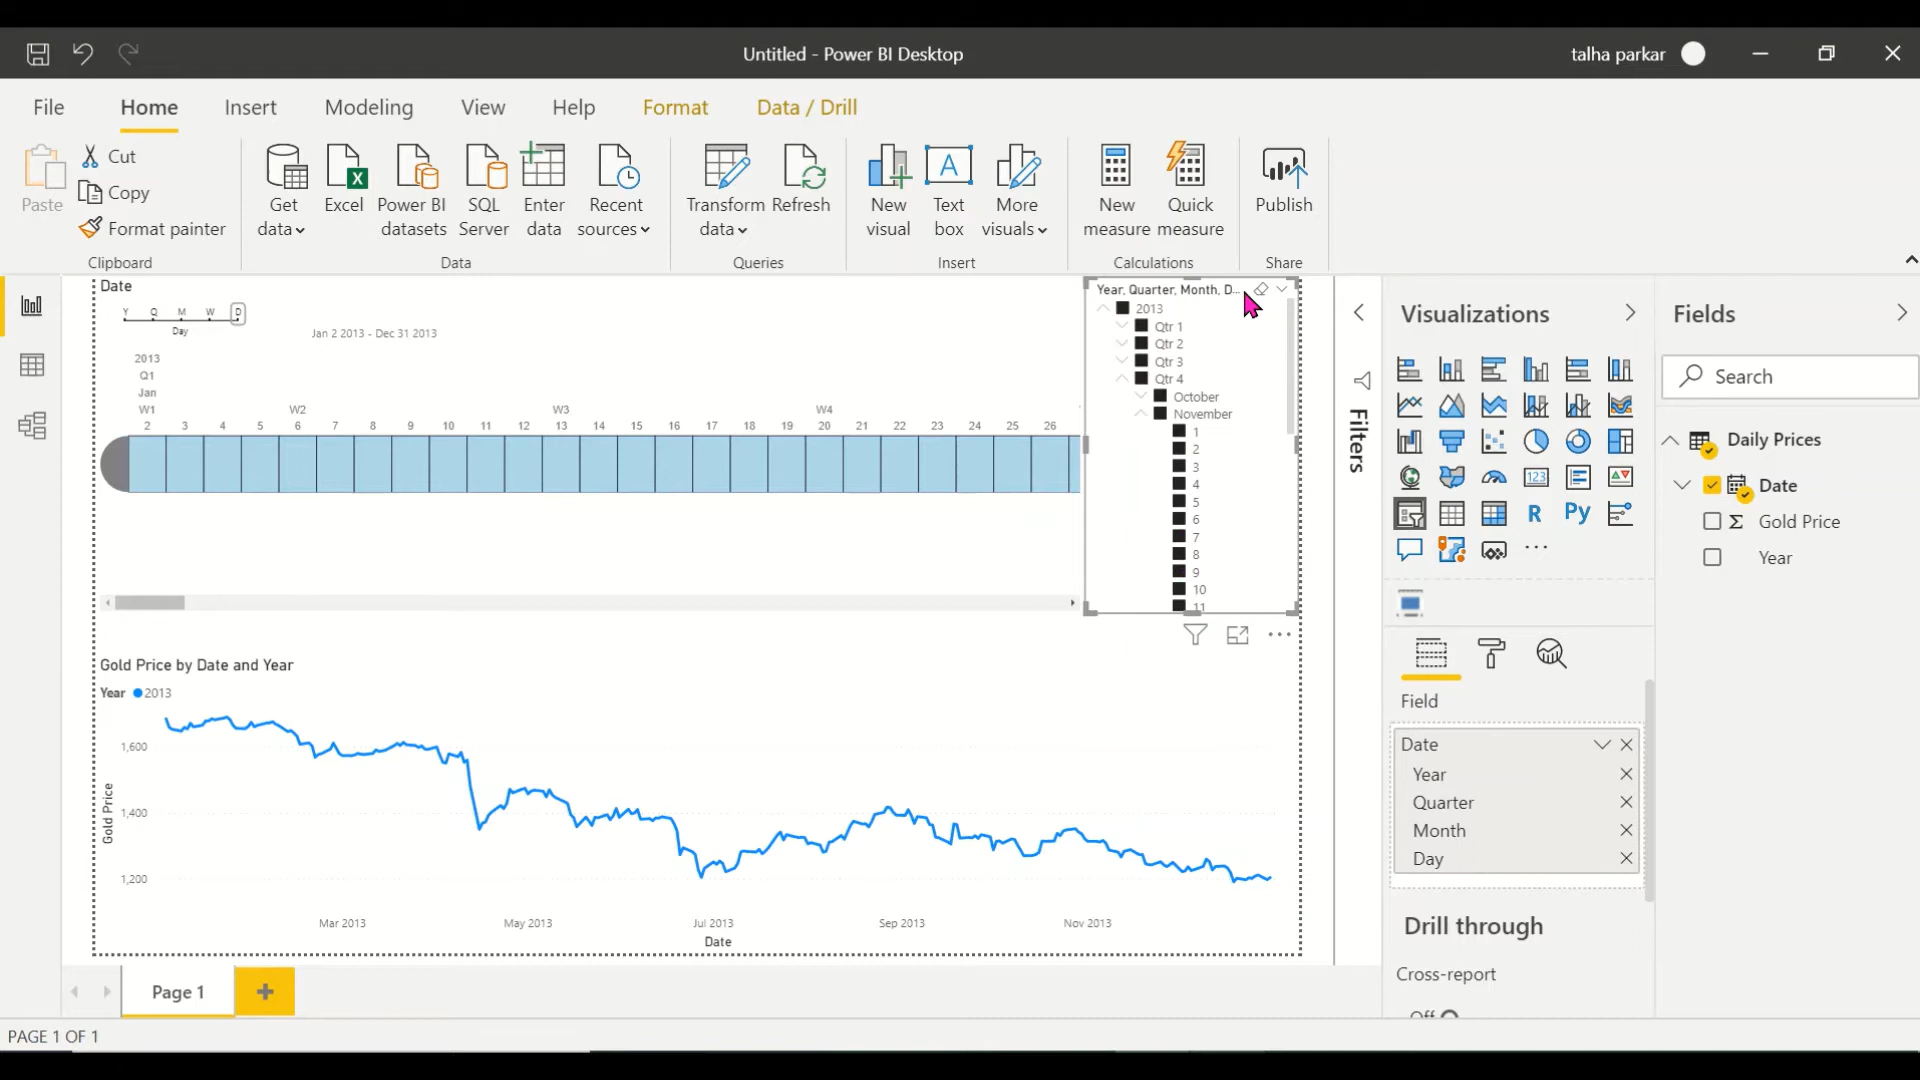 Untitled - Power BI Desktop
talha parkar
File Home Insert Modeling View Help Format Data / Drill
Paste
Cut
Copy
Format painter
Clipboard
Get data
Excel
Power BI datasets
SQL Server
Enter data
Recent sources
Data
Transform data
Refresh
Queries
New visual
Text box
More visuals
Insert
New measure
Quick measure
Calculations
Publish
Share
Date
Y Q M W D
Day
Jan 2 2013 - Dec 31 2013
2013
Q1
Jan
W1 W2 W3 W4
2 3 4 5 6 7 8 9 10 11 12 13 14 15 16 17 18 19 20 21 22 23 24 25 26
Year, Quarter, Month, D...
2013
Qtr 1
Qtr 2
Qtr 3
Qtr 4
October
November
1
2
3
4
5
6
7
8
9
10
11
Gold Price by Date and Year
Year 2013
Gold Price
1,600
1,400
1,200
Mar 2013 May 2013 Jul 2013 Sep 2013 Nov 2013
Date
Filters
Visualizations
123
R
Py
Field
Date
Year
Quarter
Month
Day
Drill through
Cross-report
Off
Fields
Search
Daily Prices
Date
Σ Gold Price
Year
Page 1
PAGE 1 OF 1